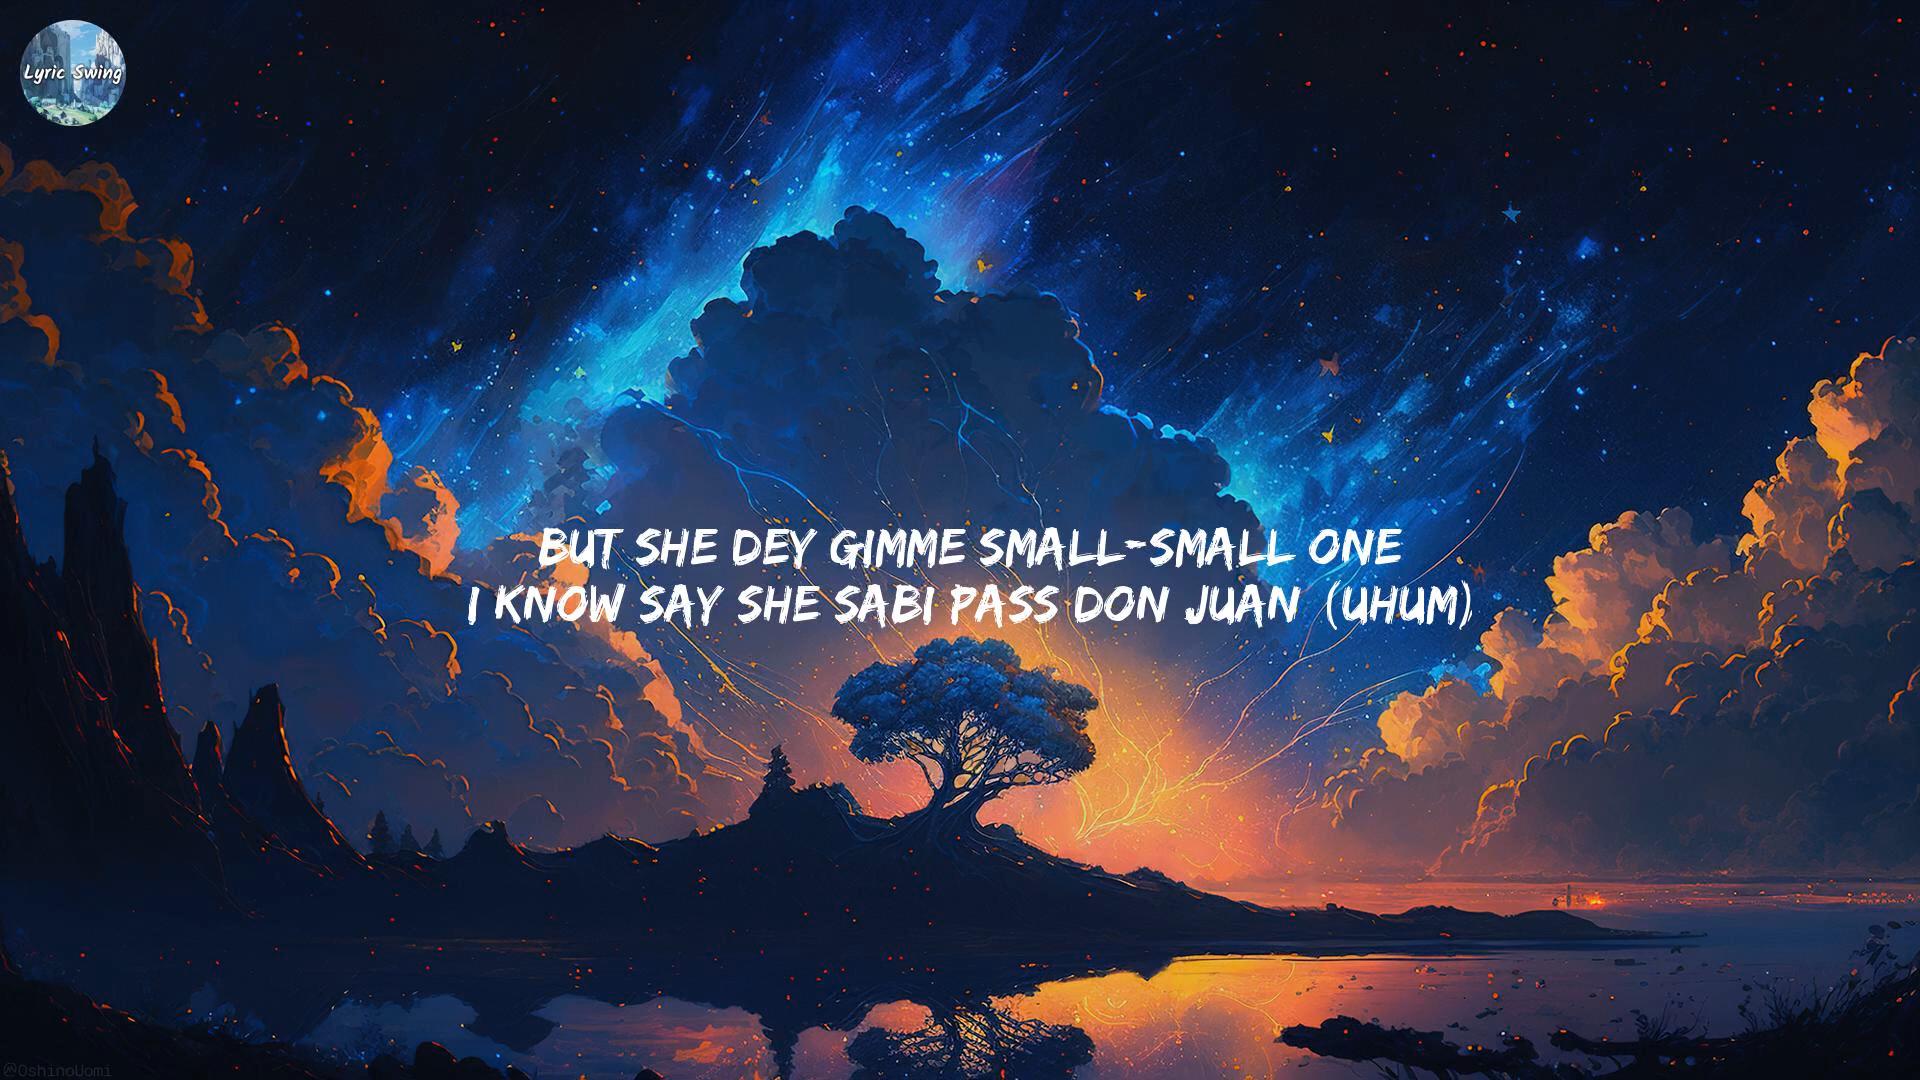 Lyric Swing
BUT SHE DEY GIMME SMALL-SMALL ONE
I KNOW SAY SHE SABI PASS DON JUAN (UHUM)
@OshinoUomi